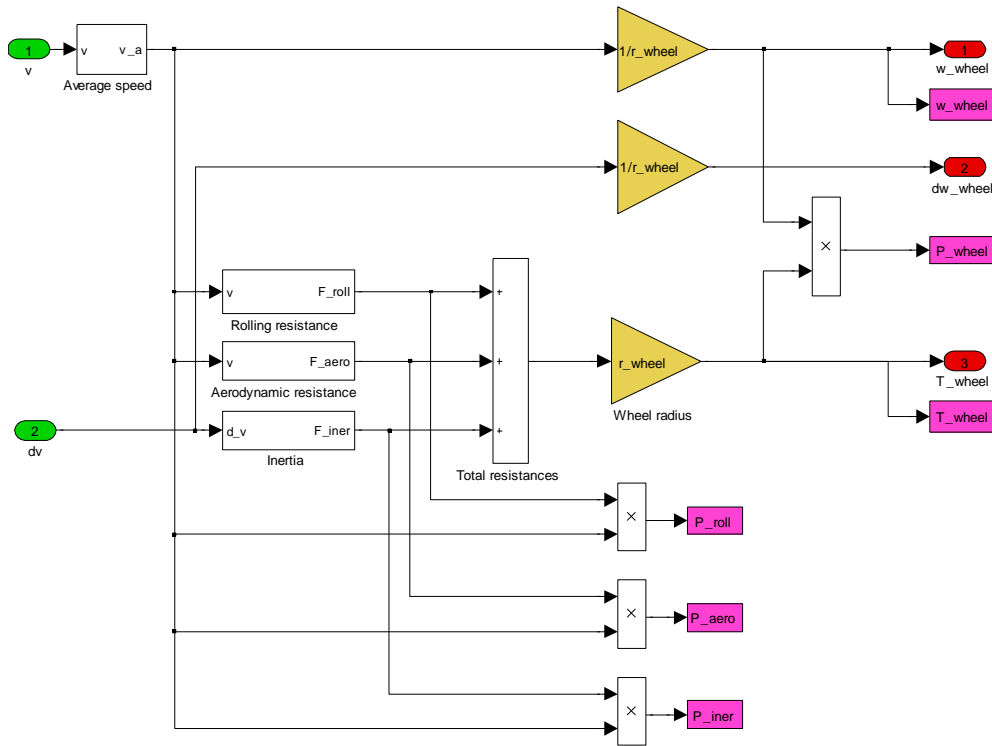 1
v
v
v_a
Average speed
1/r_wheel
1
w_wheel
w_wheel
1/r_wheel
2
dw_wheel
×
P_wheel
v
F_roll
Rolling resistance
+
v
F_aero
Aerodynamic resistance
+
r_wheel
Wheel radius
3
T_wheel
T_wheel
2
dv
d_v
F_iner
Inertia
+
Total resistances
×
P_roll
×
P_aero
×
P_iner